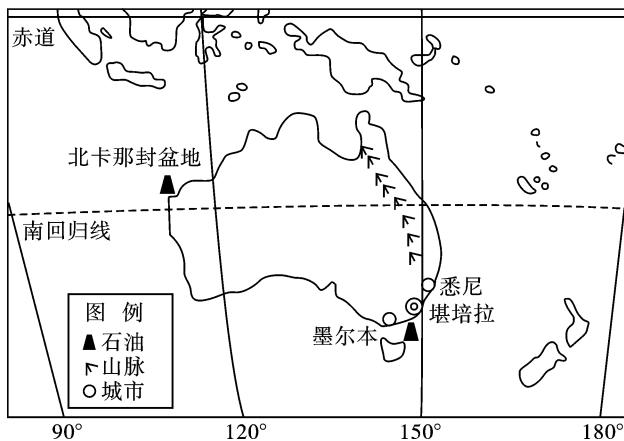 赤道
北卡那封盆地
南回归线
悉尼
堪培拉
墨尔本
图 例
石油
山脉
城市
90° 120° 150° 180°